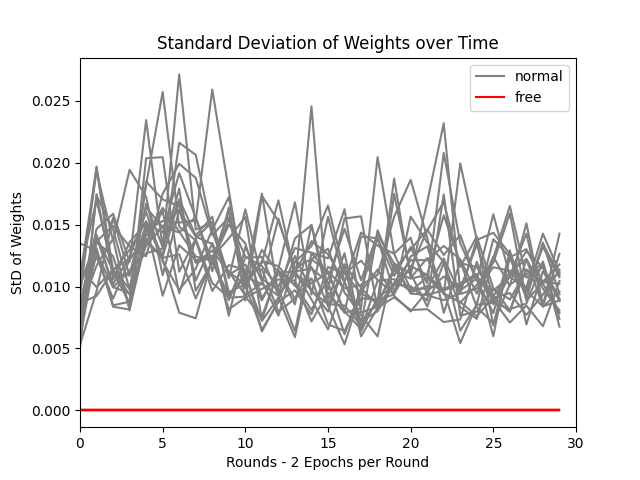 Standard Deviation of Weights over Time
normal
free
StD of Weights
0.025
0.020
0.015
0.010
0.005
0.000
0 5 10 15 20 25 30
Rounds - 2 Epochs per Round